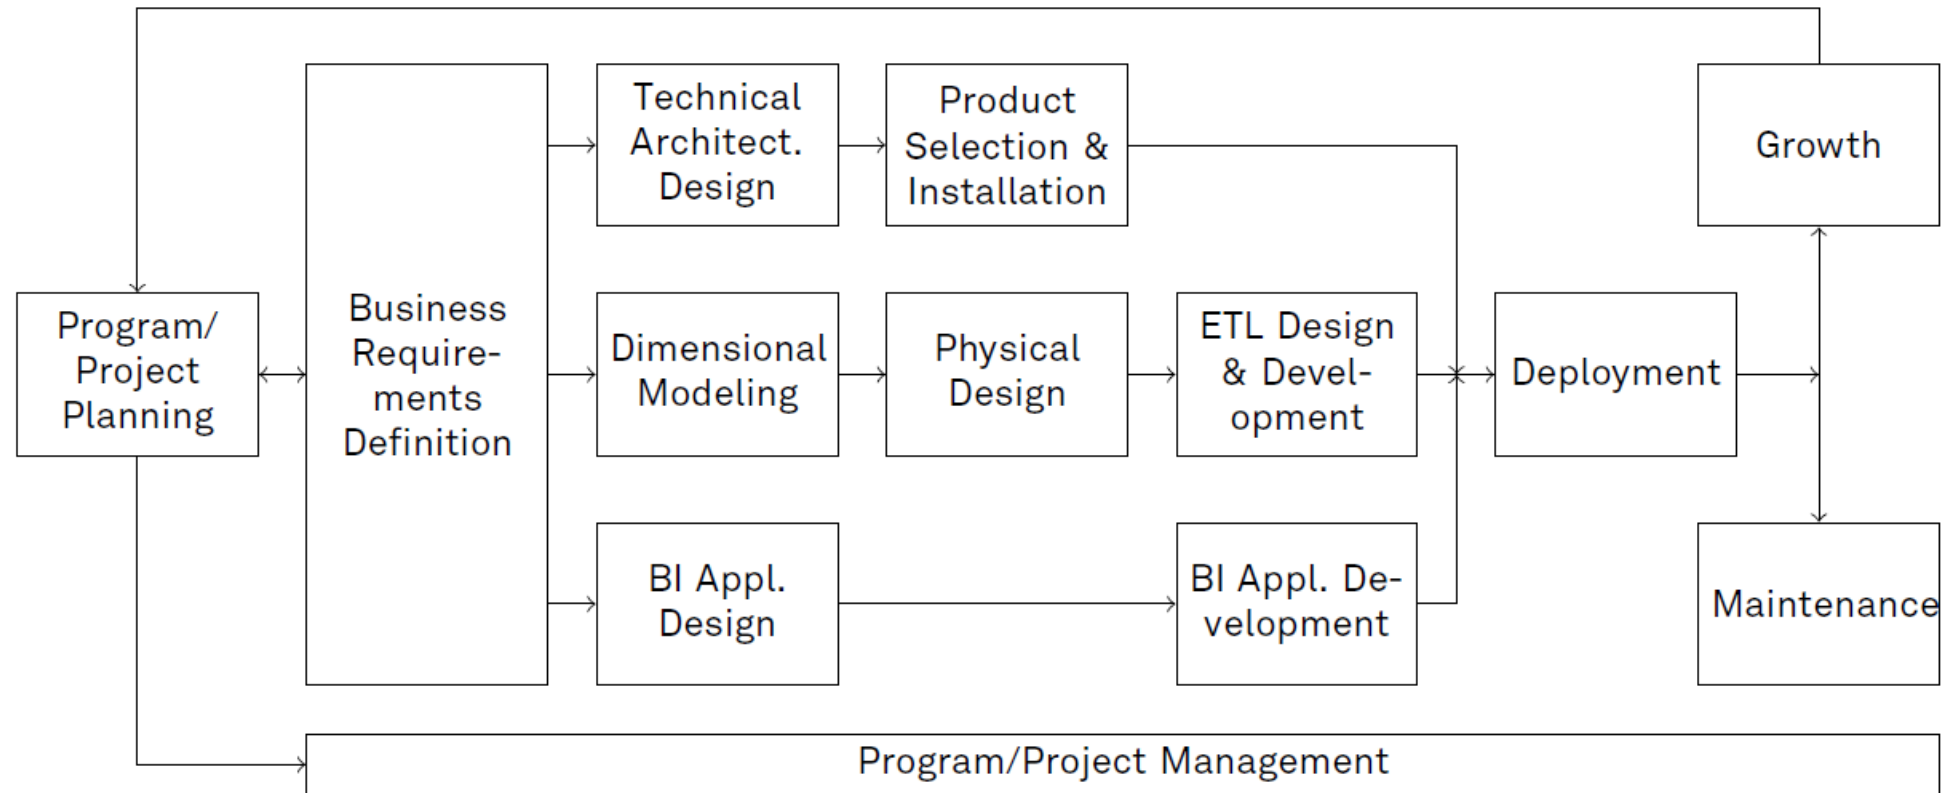 Technical
Architect.
Design
Product
Selection &
Installation
Growth
Program/
Project
Planning
Business
Require-
ments
Definition
Dimensional
Modeling
Physical
Design
ETL Design
& Devel-
opment
Deployment
BI Appl.
Design
BI Appl. De-
velopment
Maintenance
Program/Project Management